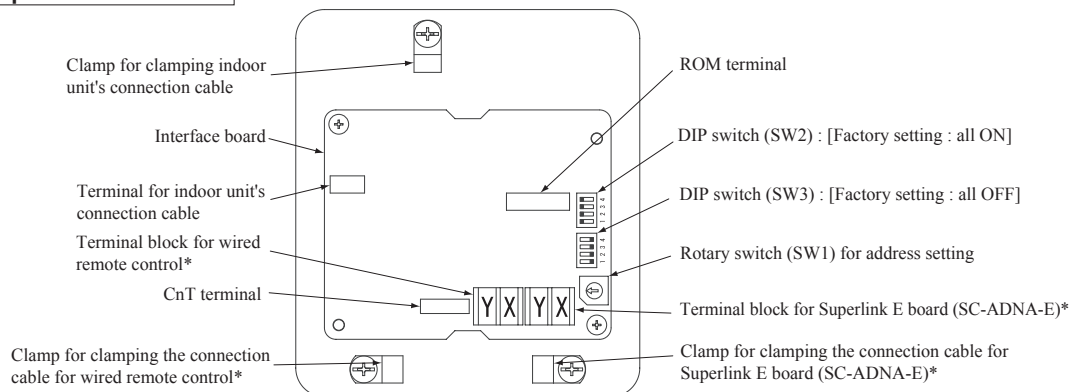 Clamp for clamping indoor
unit's connection cable
Interface board
Terminal for indoor unit's
connection cable
Terminal block for wired
remote control*
CnT terminal
Clamp for clamping the connection
cable for wired remote control*
1 2 3 4
1 2 3 4
Y X Y X
ROM terminal
DIP switch (SW2) : [Factory setting : all ON]
DIP switch (SW3) : [Factory setting : all OFF]
Rotary switch (SW1) for address setting
Terminal block for Superlink E board (SC-ADNA-E)*
Clamp for clamping the connection cable for
Superlink E board (SC-ADNA-E)*